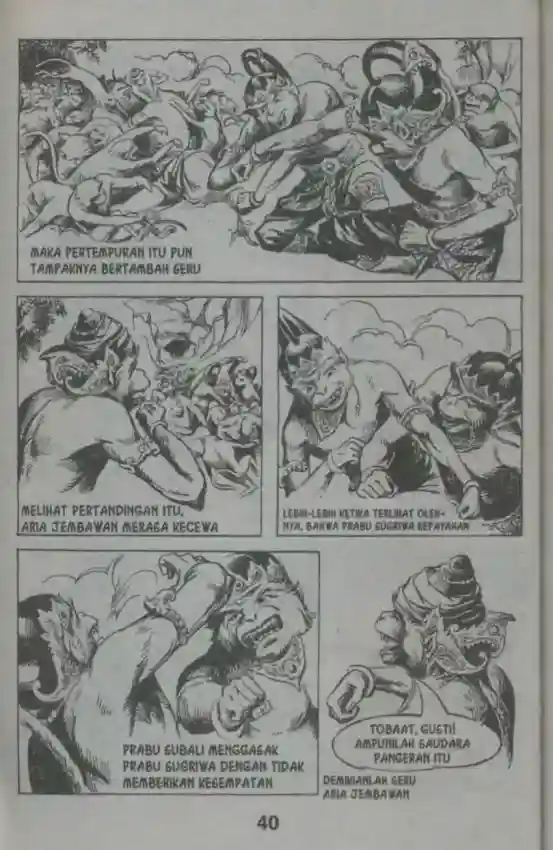 MAKA PERTEMPURAN ITU PUN
TAMPAKNYA BERTAMBAH SERU
MELIHAT PERTANDINGAN ITU,
ARIA JEMBAWAN MERASA KECEWA
LEBIH-LEBIH KETIKA TERLIHAT OLEH-
NYA, BAHWA PRABU SUGRIWA KEPAYAHAN
PRABU SUBALI MENGGASAK
PRABU SUGRIWA DENGAN TIDAK
MEMBERIKAN KESEMPATAN
TOBAAT, GUSTI!
AMPUNILAH SAUDARA
PANGERAN ITU
DEMIKIANLAH SERU
ARIA JEMBAWAN
40